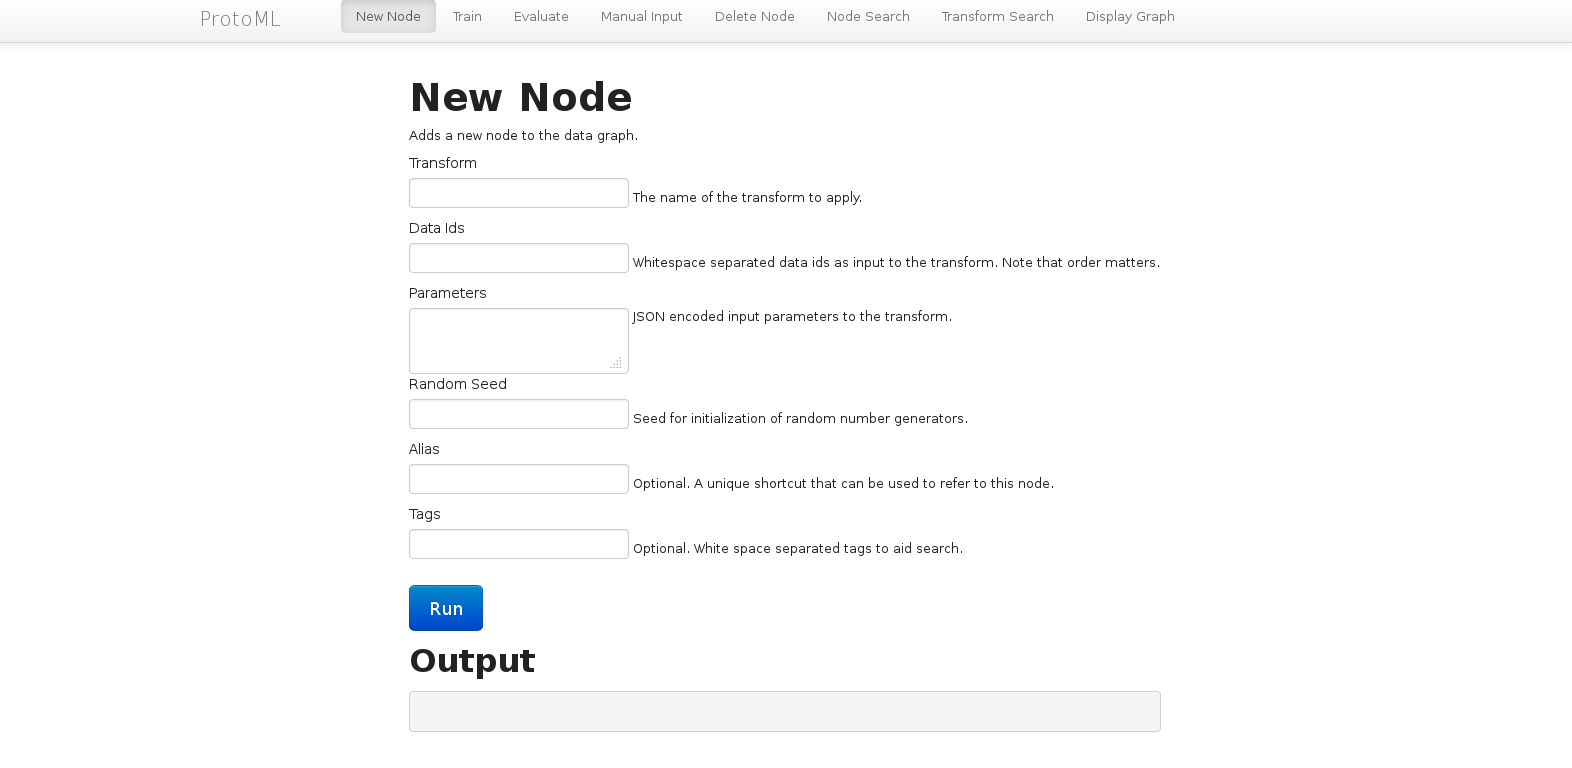 ProtoML New Node Train Evaluate Manual Input Delete Node Node Search Transform Search Display Graph
New Node
Adds a new node to the data graph.
Transform
The name of the transform to apply.
Data Ids
Whitespace separated data ids as input to the transform. Note that order matters.
Parameters
JSON encoded input parameters to the transform.
Random Seed
Seed for initialization of random number generators.
Alias
Optional. A unique shortcut that can be used to refer to this node.
Tags
Optional. White space separated tags to aid search.
Run
Output